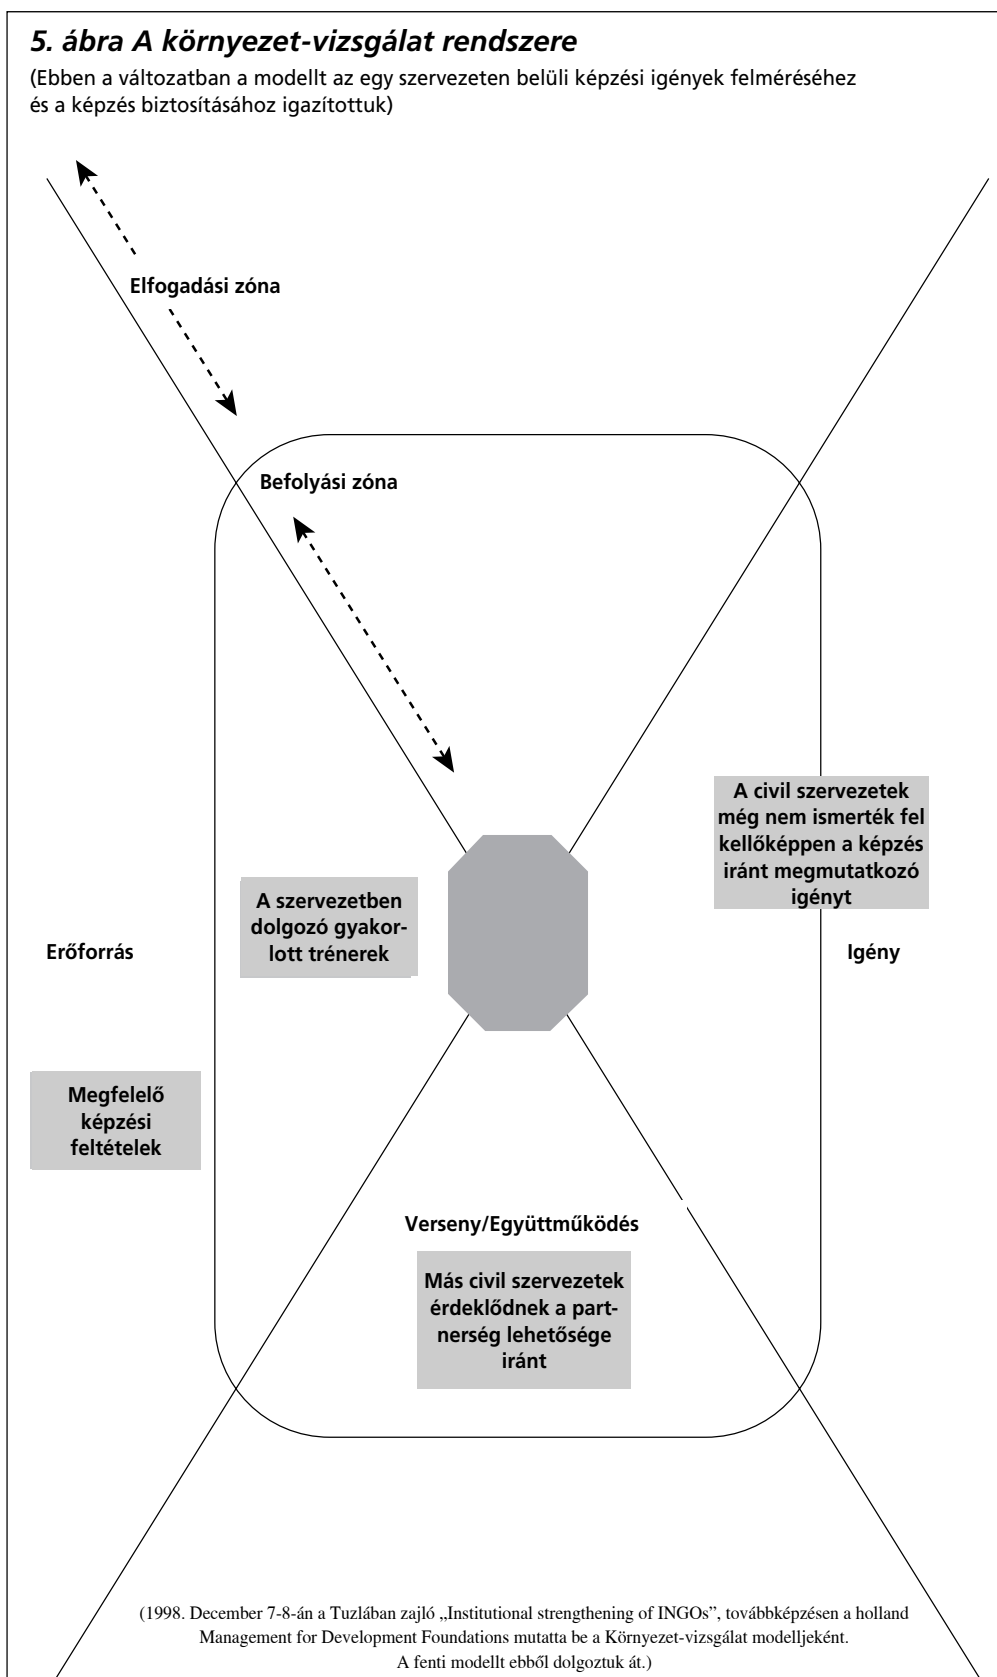 5. ábra A környezet-vizsgálat rendszere
(Ebben a változatban a modellt az egy szervezeten belüli képzési igények felméréséhez
és a képzés biztosításához igazítottuk)
Elfogadási zóna
Befolyási zóna
A civil szervezetek
még nem ismerték fel
kellőképpen a képzés
iránt megmutatkozó
igényt
A szervezetben
dolgozó gyakor-
lott trénerek
Erőforrás
Igény
Megfelelő
képzési
feltételek
Verseny/Együttműködés
Más civil szervezetek
érdeklődnek a part-
nerség lehetősége
iránt
(1998. December 7-8-án a Tuzlában zajló „Institutional strengthening of INGOs”, továbbképzésen a holland
Management for Development Foundations mutatta be a Környezet-vizsgálat modelljeként.
A fenti modellt ebből dolgoztuk át.)